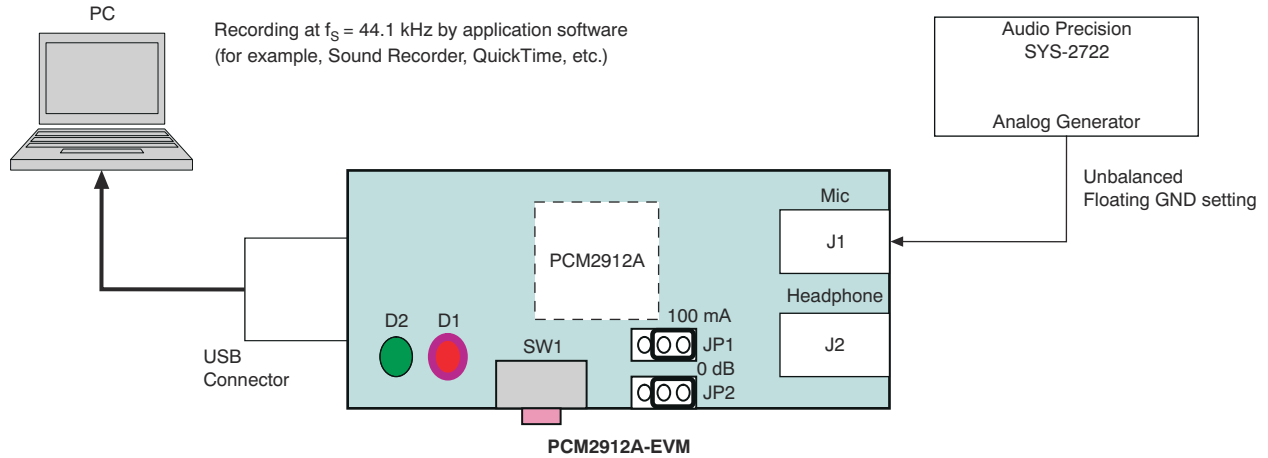 PC
Recording at fS = 44.1 kHz by application software
(for example, Sound Recorder, QuickTime, etc.)
Audio Precision
SYS-2722
Analog Generator
Unbalanced
Floating GND setting
Mic
J1
PCM2912A
Headphone
J2
100 mA
JP1
0 dB
JP2
D2
D1
SW1
USB
Connector
PCM2912A-EVM